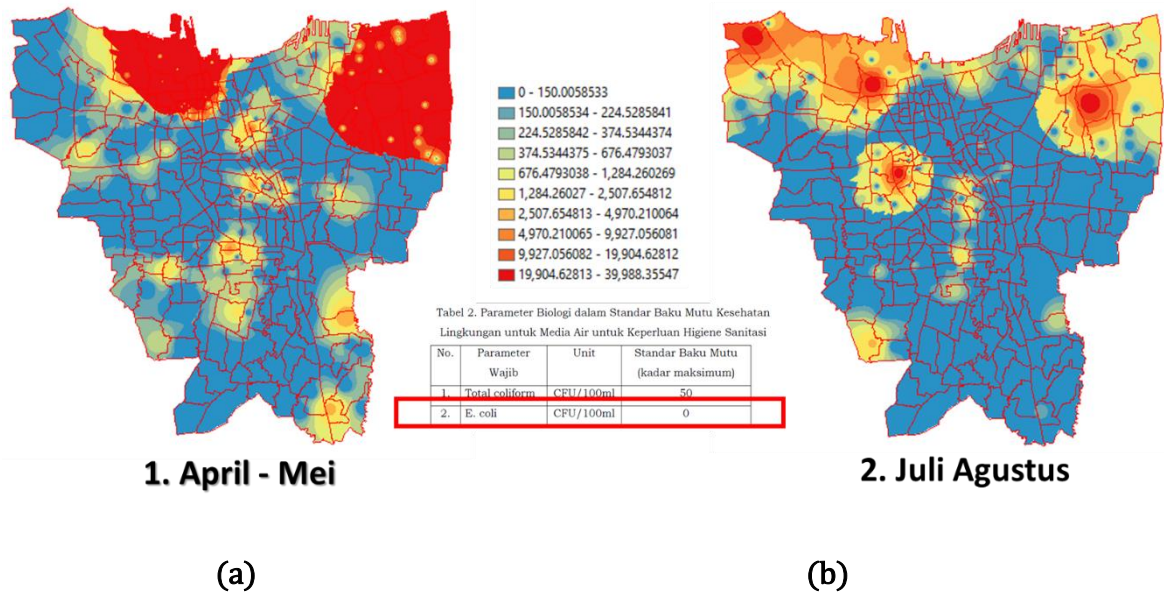 0 - 150.0058533
150.0058534 - 224.5285841
224.5285842 - 374.5344374
374.5344375 - 676.4793037
676.4793038 - 1,284.260269
1,284.26027 - 2,507.654812
2,507.654813 - 4,970.210064
4,970.210065 - 9,927.056081
9,927.056082 - 19,904.62812
19,904.62813 - 39,988.35547
Tabel 2. Parameter Biologi dalam Standar Baku Mutu Kesehatan
Lingkungan untuk Media Air untuk Keperluan Higiene Sanitasi
No. Parameter Wajib Unit Standar Baku Mutu (kadar maksimum)
1. Total coliform CFU/100ml 50
2. E. coli CFU/100ml 0
1. April - Mei
2. Juli Agustus
(a)
(b)